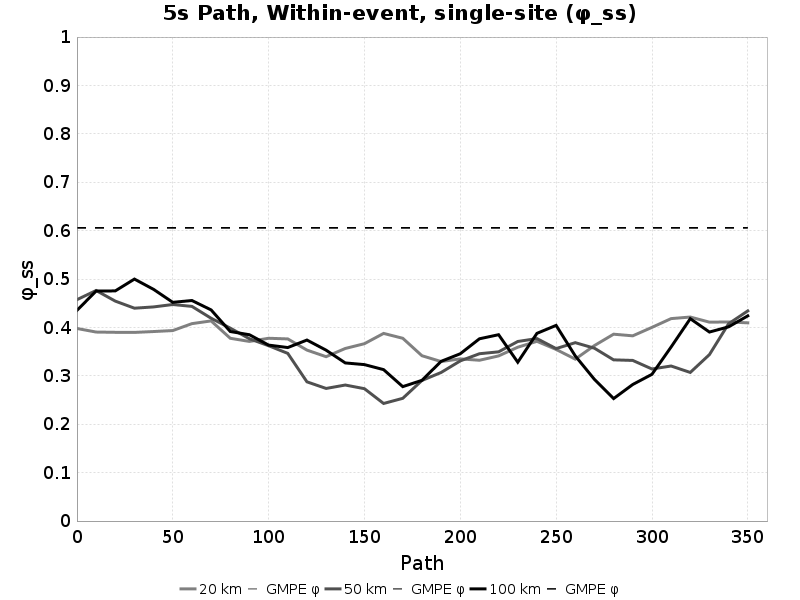 5s Path, Within-event, single-site (φ_ss)
1
0.9
0.8
0.7
0.6
0.5
0.4
0.3
0.2
0.1
0
φ_ss
0 50 100 150 200 250 300 350
Path
20 km GMPE φ 50 km GMPE φ 100 km GMPE φ